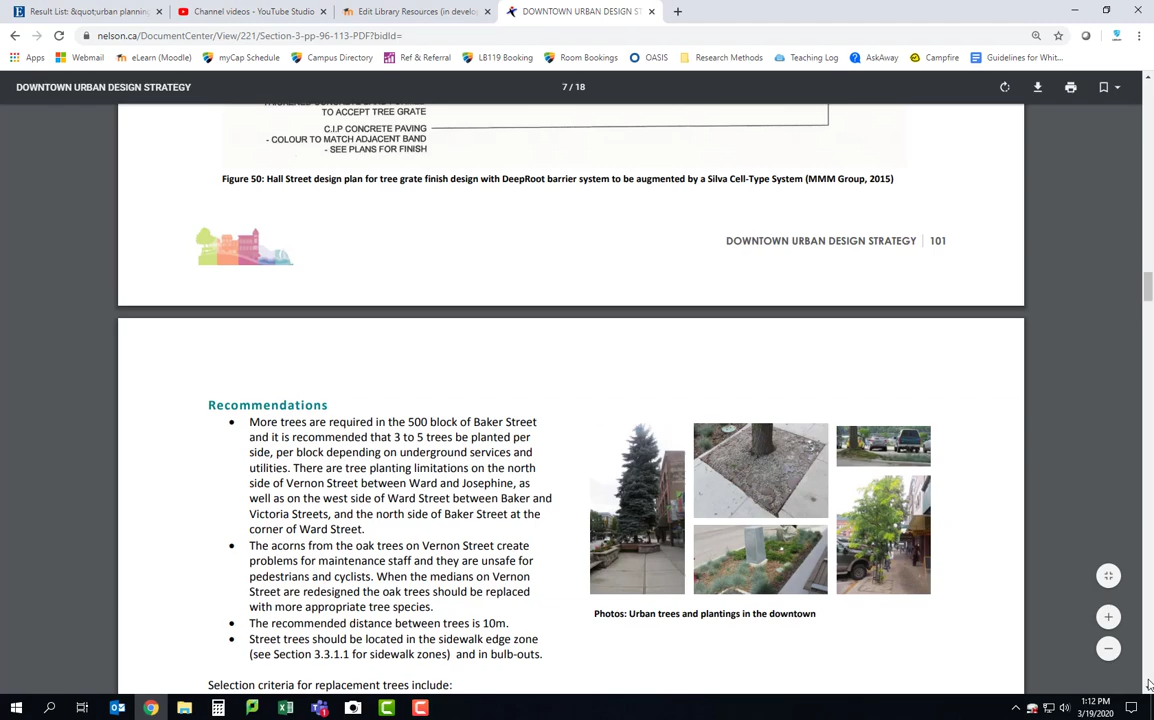 Result List: &quot;urban planning
Channel videos - YouTube Studio
Edit Library Resources (in develop
DOWNTOWN URBAN DESIGN ST
nelson.ca/DocumentCenter/View/221/Section-3-pp-96-113-PDF?bidId=
Apps
Webmail
eLearn (Moodle)
myCap Schedule
Campus Directory
Ref & Referral
LB119 Booking
Room Bookings
OASIS
Research Methods
Teaching Log
AskAway
Campfire
Guidelines for Whit...
DOWNTOWN URBAN DESIGN STRATEGY
7 / 18
TO ACCEPT TREE GRATE
C.I.P CONCRETE PAVING
- COLOUR TO MATCH ADJACENT BAND
- SEE PLANS FOR FINISH
Figure 50: Hall Street design plan for tree grate finish design with DeepRoot barrier system to be augmented by a Silva Cell-Type System (MMM Group, 2015)
DOWNTOWN URBAN DESIGN STRATEGY | 101
Recommendations
• More trees are required in the 500 block of Baker Street
and it is recommended that 3 to 5 trees be planted per
side, per block depending on underground services and
utilities. There are tree planting limitations on the north
side of Vernon Street between Ward and Josephine, as
well as on the west side of Ward Street between Baker and
Victoria Streets, and the north side of Baker Street at the
corner of Ward Street.
• The acorns from the oak trees on Vernon Street create
problems for maintenance staff and they are unsafe for
pedestrians and cyclists. When the medians on Vernon
Street are redesigned the oak trees should be replaced
with more appropriate tree species.
• The recommended distance between trees is 10m.
• Street trees should be located in the sidewalk edge zone
(see Section 3.3.1.1 for sidewalk zones) and in bulb-outs.
Photos: Urban trees and plantings in the downtown
Selection criteria for replacement trees include:
1:12 PM
3/19/2020